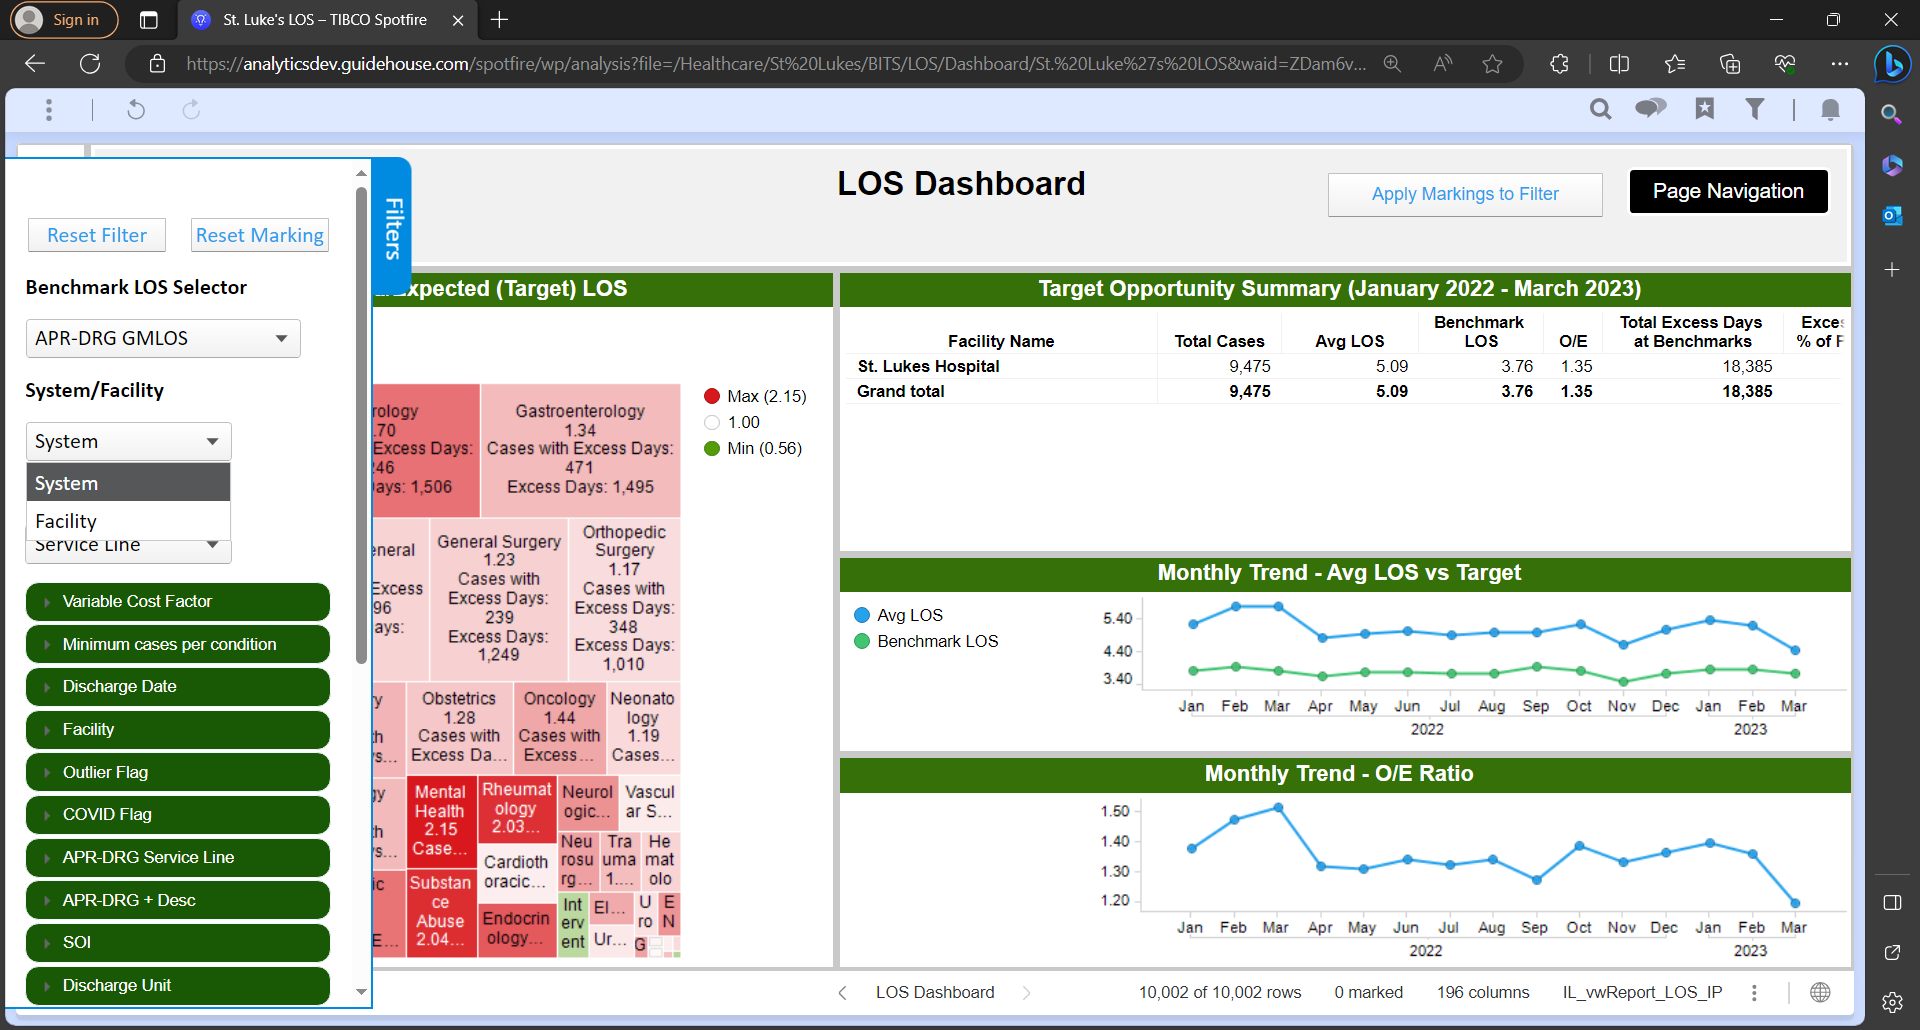 Sign in
St. Luke's LOS – TIBCO Spotfire
https://analyticsdev.guidehouse.com/spotfire/wp/analysis?file=/Healthcare/St%20Lukes/BITS/LOS/Dashboard/St.%20Luke%27s%20LOS&waid=ZDam6v...
LOS Dashboard
Apply Markings to Filter
Page Navigation
Filters
Reset Filter
Reset Marking
Benchmark LOS Selector
APR-DRG GMLOS
System/Facility
System
System
Facility
Service Line
Variable Cost Factor
Minimum cases per condition
Discharge Date
Facility
Outlier Flag
COVID Flag
APR-DRG Service Line
APR-DRG + Desc
SOI
Discharge Unit
Expected (Target) LOS
rology
.70
Excess Days:
246
ays: 1,506
Gastroenterology
1.34
Cases with Excess Days:
471
Excess Days: 1,495
Max (2.15)
1.00
Min (0.56)
eneral
Excess
96
ays:
General Surgery
1.23
Cases with
Excess Days:
239
Excess Days:
1,249
Orthopedic
Surgery
1.17
Cases with
Excess Days:
348
Excess Days:
1,010
ry
th
s...
Obstetrics
1.28
Cases with
Excess Da...
Oncology
1.44
Cases with
Excess...
Neonato
logy
1.19
Cases...
gy
th
s...
Mental
Health
2.15
Case...
Rheumat
ology
2.03...
Neurol
ogic...
Vascul
ar S...
Cardioth
oracic...
Neu
rosu
rg...
Tra
uma
1....
He
mat
olo
ic
E...
Substan
ce
Abuse
2.04...
Endocrin
ology...
Int
erv
ent
El...
Ur...
U
ro
G
E
N
Target Opportunity Summary (January 2022 - March 2023)
Facility Name Total Cases Avg LOS Benchmark LOS O/E Total Excess Days at Benchmarks Exces % of F
St. Lukes Hospital 9,475 5.09 3.76 1.35 18,385
Grand total 9,475 5.09 3.76 1.35 18,385
Monthly Trend - Avg LOS vs Target
Avg LOS
Benchmark LOS
5.40
4.40
3.40
Jan Feb Mar Apr May Jun Jul Aug Sep Oct Nov Dec Jan Feb Mar
2022 2023
Monthly Trend - O/E Ratio
1.50
1.40
1.30
1.20
Jan Feb Mar Apr May Jun Jul Aug Sep Oct Nov Dec Jan Feb Mar
2022 2023
LOS Dashboard
10,002 of 10,002 rows 0 marked 196 columns IL_vwReport_LOS_IP